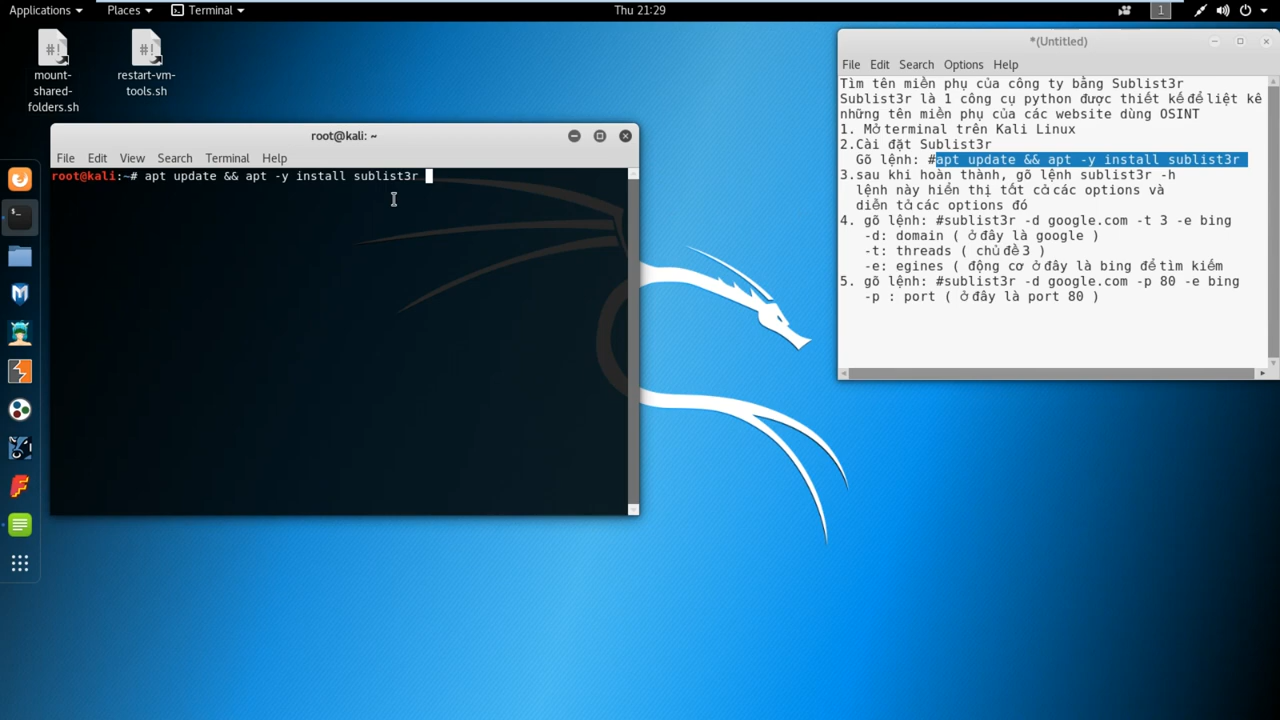 Applications
Places
Terminal
Thu 21:29
1
mount-
shared-
folders.sh
restart-vm-
tools.sh
root@kali: ~
File Edit View Search Terminal Help
root@kali:~# apt update && apt -y install sublist3r
*(Untitled)
File Edit Search Options Help
Tìm tên miền phụ của công ty bằng Sublist3r
Sublist3r là 1 công cụ python được thiết kế để liệt kê
những tên miền phụ của các website dùng OSINT
1. Mở terminal trên Kali Linux
2.Cài đặt Sublist3r
Gõ lệnh: #apt update && apt -y install sublist3r
3.sau khi hoàn thành, gõ lệnh sublist3r -h
lệnh này hiển thị tất cả các options và
diễn tả các options đó
4. gõ lệnh: #sublist3r -d google.com -t 3 -e bing
-d: domain ( ở đây là google )
-t: threads ( chủ đề 3 )
-e: egines ( động cơ ở đây là bing để tìm kiếm
5. gõ lệnh: #sublist3r -d google.com -p 80 -e bing
-p : port ( ở đây là port 80 )